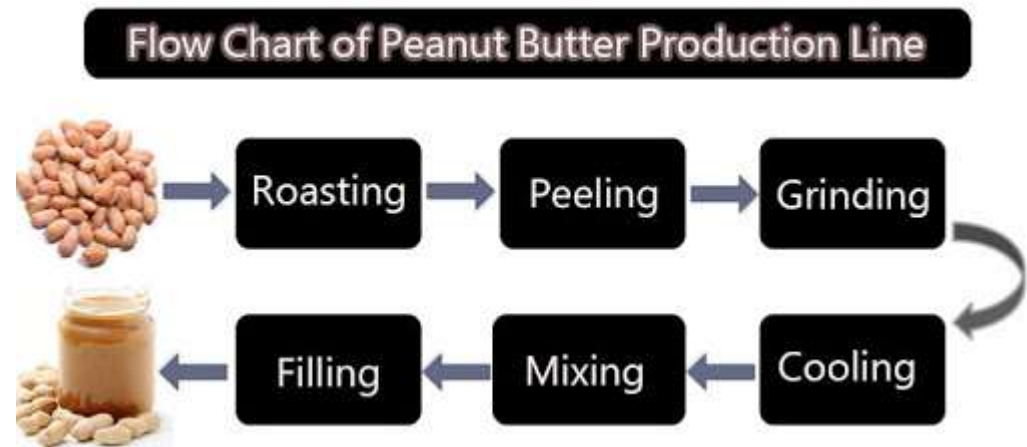 Flow Chart of Peanut Butter Production Line
Roasting
Peeling
Grinding
Cooling
Mixing
Filling